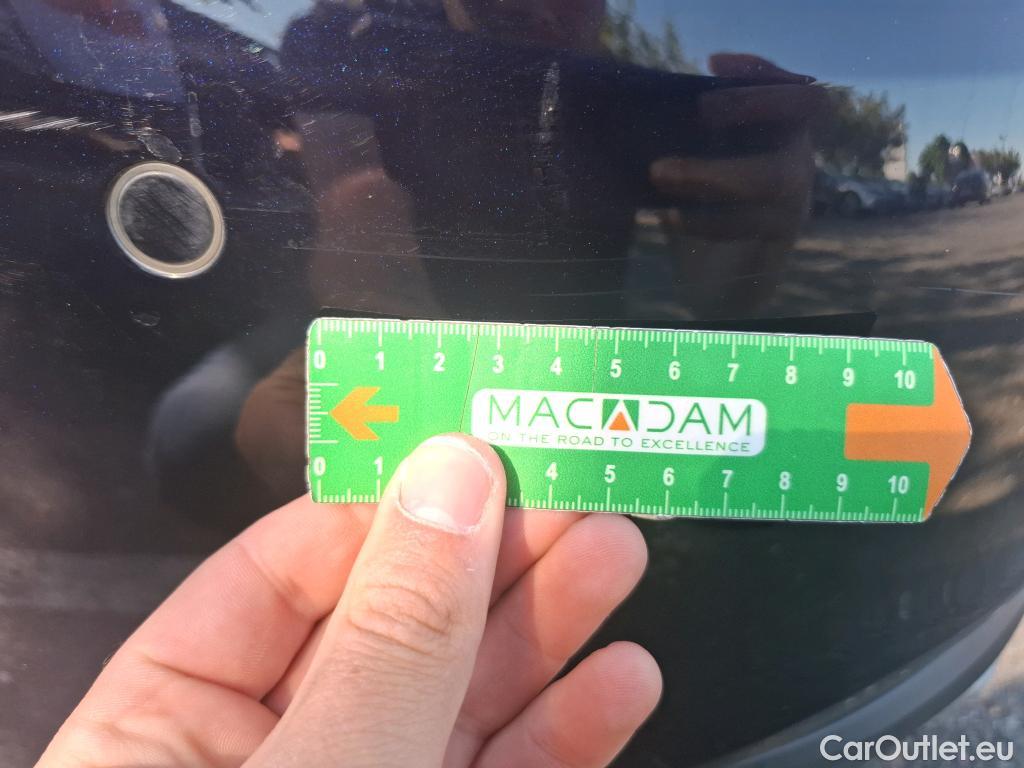 0 1 2 3 4 5 6 7 8 9 10
MACADAM
ON THE ROAD TO EXCELLENCE
0 1 4 5 6 7 8 9 10
CarOutlet.eu